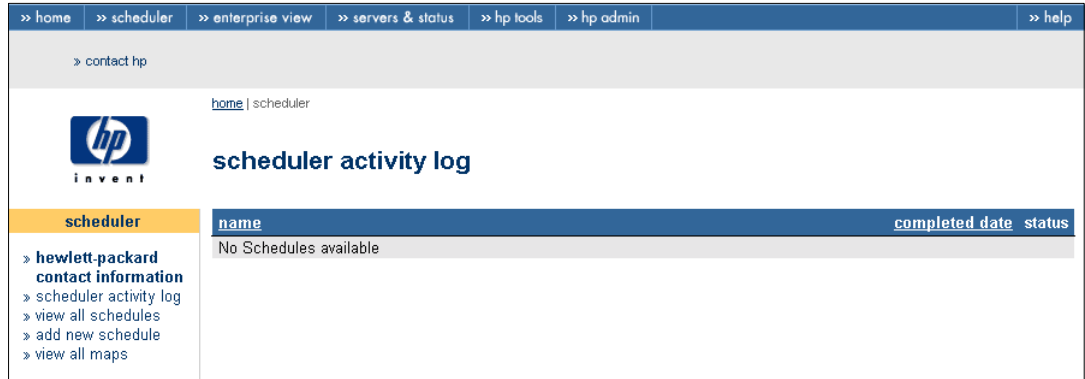 » home » scheduler » enterprise view » servers & status » hp tools » hp admin » help
» contact hp
home | scheduler
hp
invent
scheduler activity log
scheduler
name completed date status
No Schedules available
» hewlett-packard
contact information
» scheduler activity log
» view all schedules
» add new schedule
» view all maps